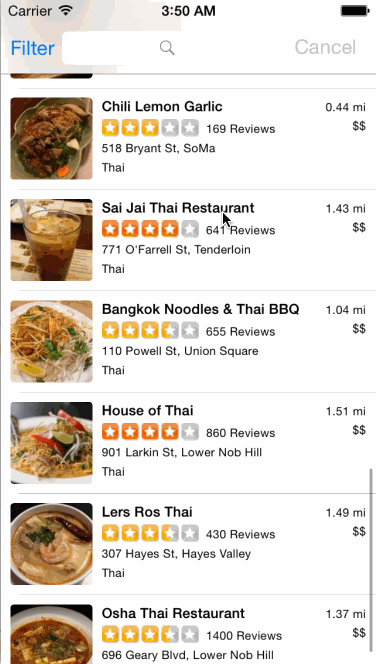 Carrier 3:50 AM
Filter Cancel
Chili Lemon Garlic 0.44 mi
169 Reviews $$
518 Bryant St, SoMa
Thai
Sai Jai Thai Restaurant 1.43 mi
641 Reviews $$
771 O'Farrell St, Tenderloin
Thai
Bangkok Noodles & Thai BBQ 1.04 mi
655 Reviews $$
110 Powell St, Union Square
Thai
House of Thai 1.51 mi
860 Reviews $$
901 Larkin St, Lower Nob Hill
Thai
Lers Ros Thai 1.49 mi
430 Reviews $$
307 Hayes St, Hayes Valley
Thai
Osha Thai Restaurant 1.37 mi
1400 Reviews $$
696 Geary Blvd, Lower Nob Hill